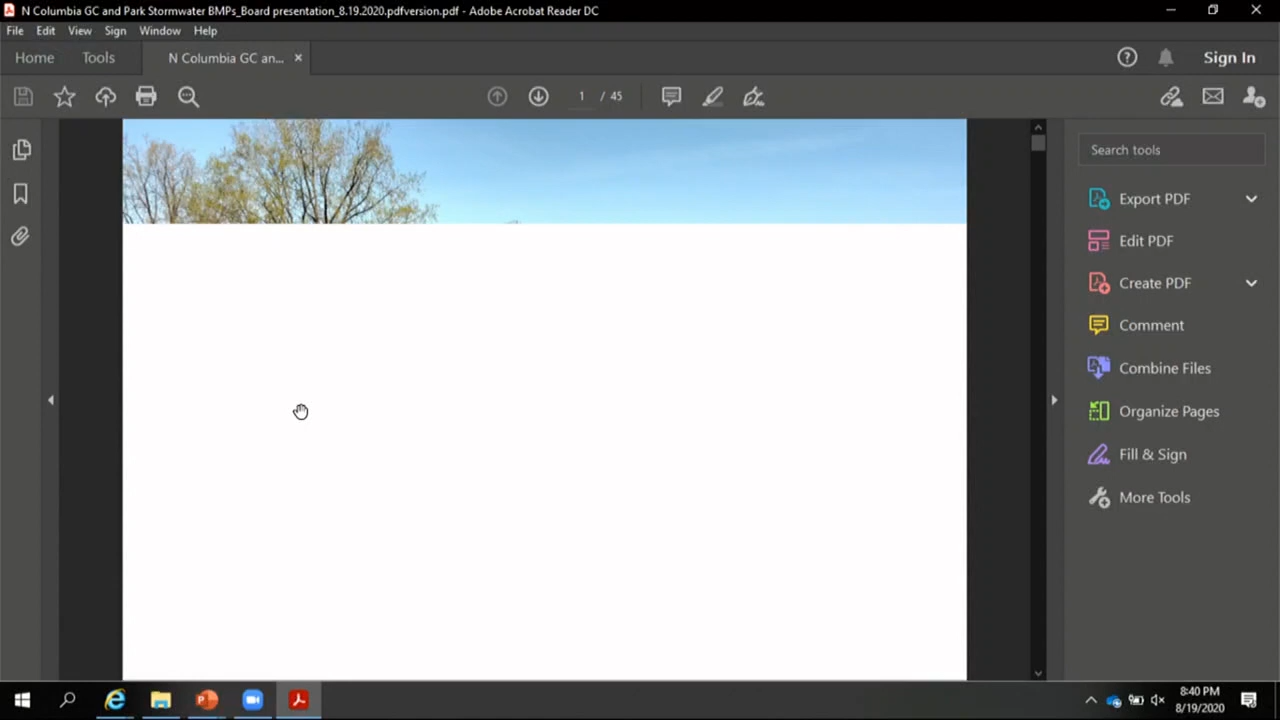 N Columbia GC and Park Stormwater BMPs_Board presentation_8.19.2020.pdfversion.pdf - Adobe Acrobat Reader DC
File Edit View Sign Window Help
Home Tools N Columbia GC an... × Sign In
1 / 45
Search tools
Export PDF
Edit PDF
Create PDF
Comment
Combine Files
Organize Pages
Fill & Sign
More Tools
8:40 PM
8/19/2020